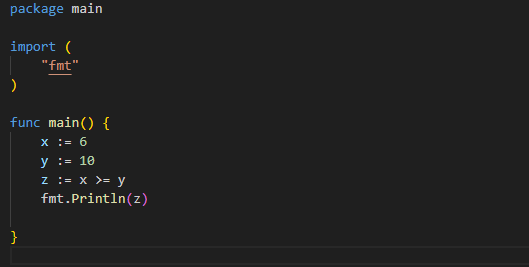 package main
import (
"fmt"
)
func main() {
x := 6
y := 10
z := x >= y
fmt.Println(z)
}